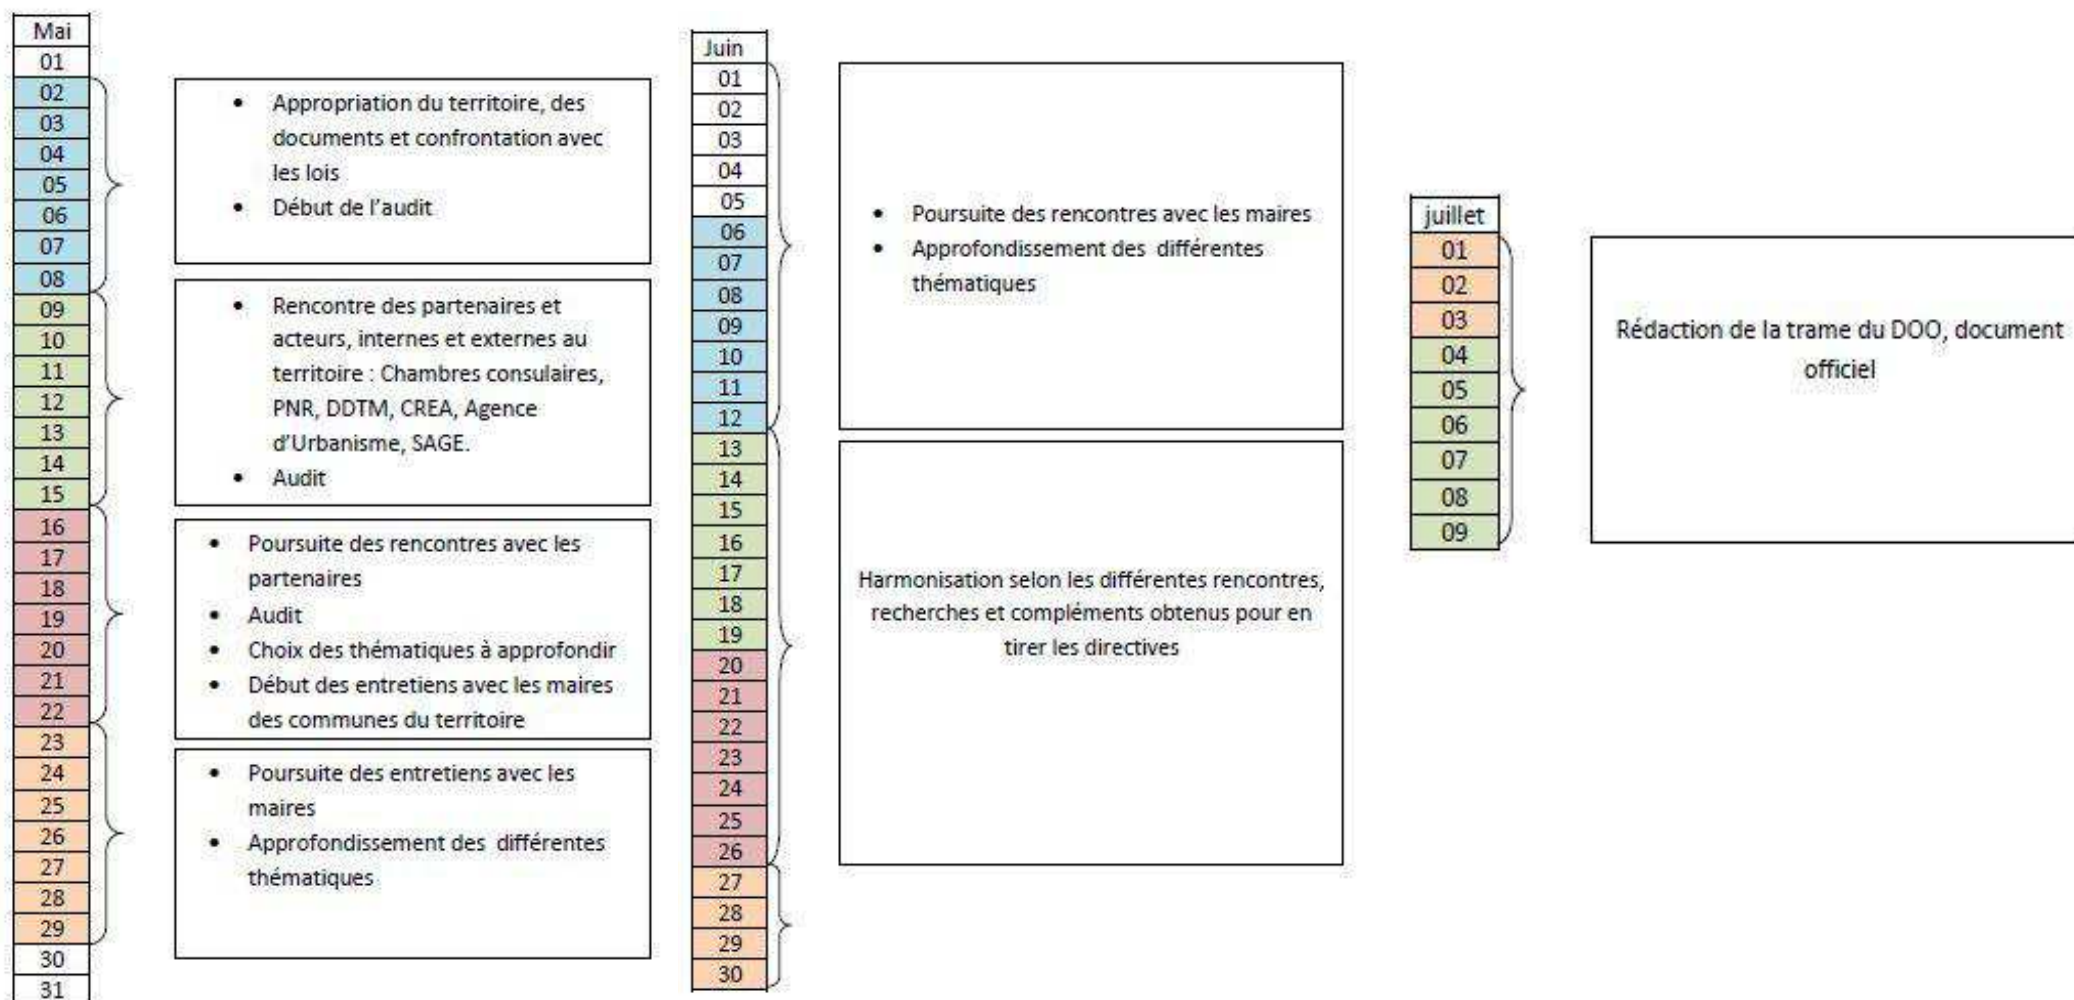 Mai
01
02
03
04
05
06
07
08
09
10
11
12
13
14
15
16
17
18
19
20
21
22
23
24
25
26
27
28
29
30
31
• Appropriation du territoire, des
documents et confrontation avec
les lois
• Début de l'audit
• Rencontre des partenaires et
acteurs, internes et externes au
territoire : Chambres consulaires,
PNR, DDTM, CREA, Agence
d'Urbanisme, SAGE.
• Audit
• Poursuite des rencontres avec les
partenaires
• Audit
• Choix des thématiques à approfondir
• Début des entretiens avec les maires
des communes du territoire
• Poursuite des entretiens avec les
maires
• Approfondissement des différentes
thématiques
Juin
01
02
03
04
05
06
07
08
09
10
11
12
13
14
15
16
17
18
19
20
21
22
23
24
25
26
27
28
29
30
• Poursuite des rencontres avec les maires
• Approfondissement des différentes
thématiques
Harmonisation selon les différentes rencontres,
recherches et compléments obtenus pour en
tirer les directives
juillet
01
02
03
04
05
06
07
08
09
Rédaction de la trame du DOO, document
officiel